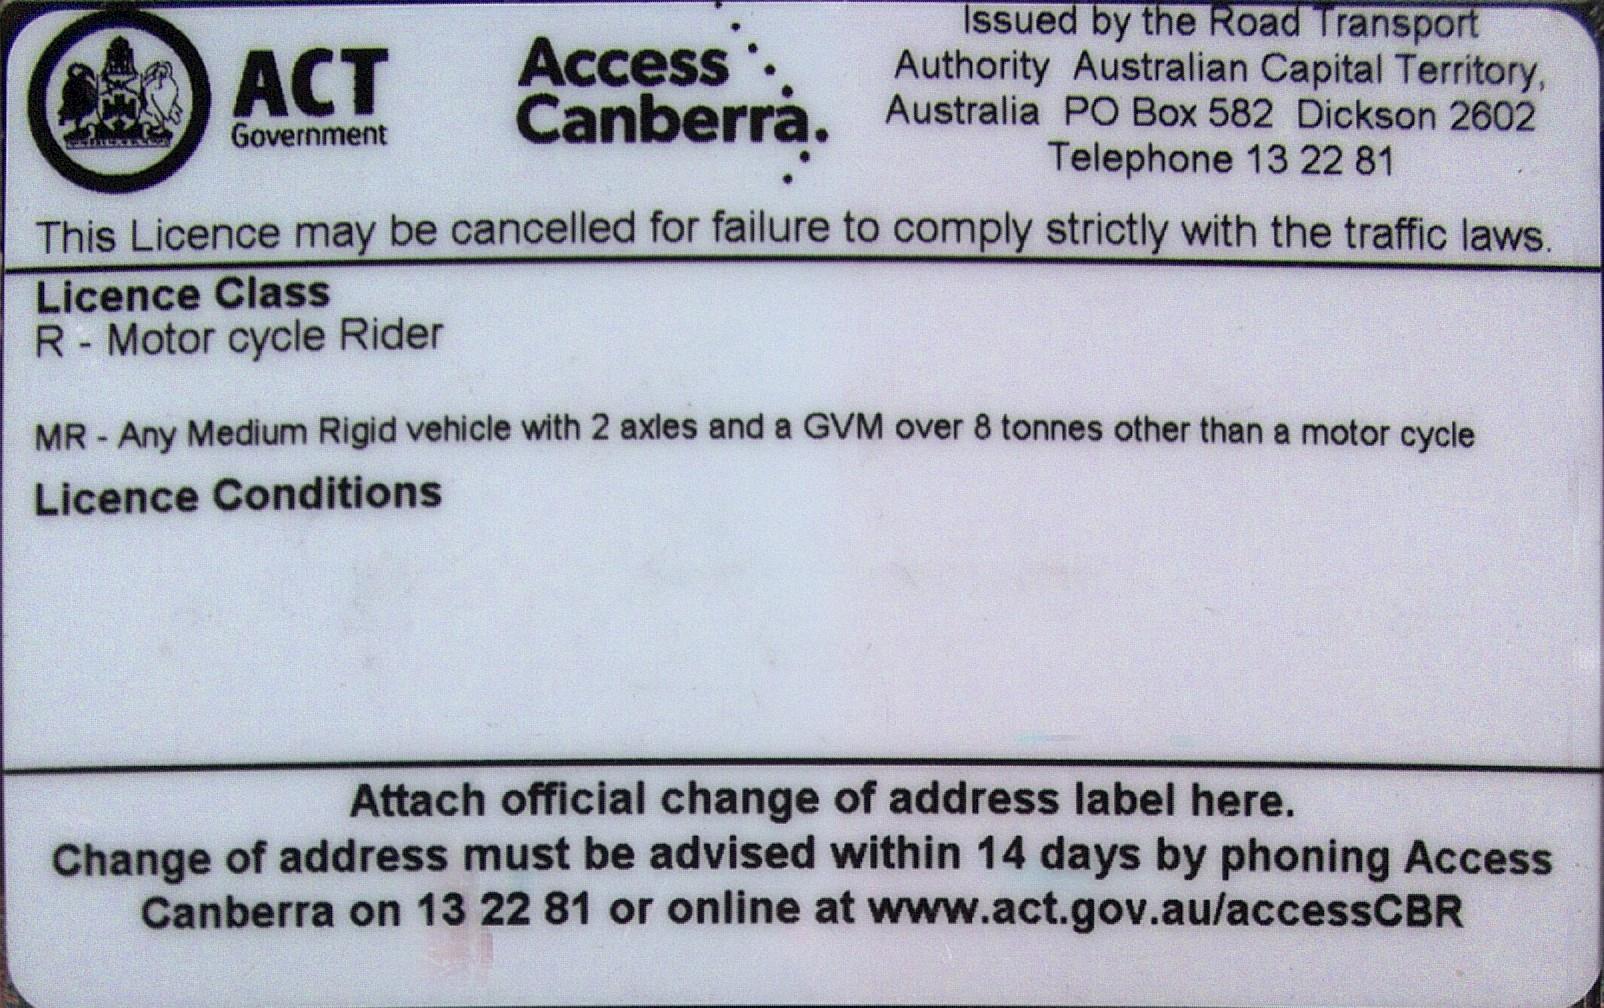 ACT
Government
Access
Canberra.
Issued by the Road Transport
Authority Australian Capital Territory,
Australia PO Box 582 Dickson 2602
Telephone 13 22 81
This Licence may be cancelled for failure to comply strictly with the traffic laws.
Licence Class
R - Motor cycle Rider
MR - Any Medium Rigid vehicle with 2 axles and a GVM over 8 tonnes other than a motor cycle
Licence Conditions
Attach official change of address label here.
Change of address must be advised within 14 days by phoning Access
Canberra on 13 22 81 or online at www.act.gov.au/accessCBR